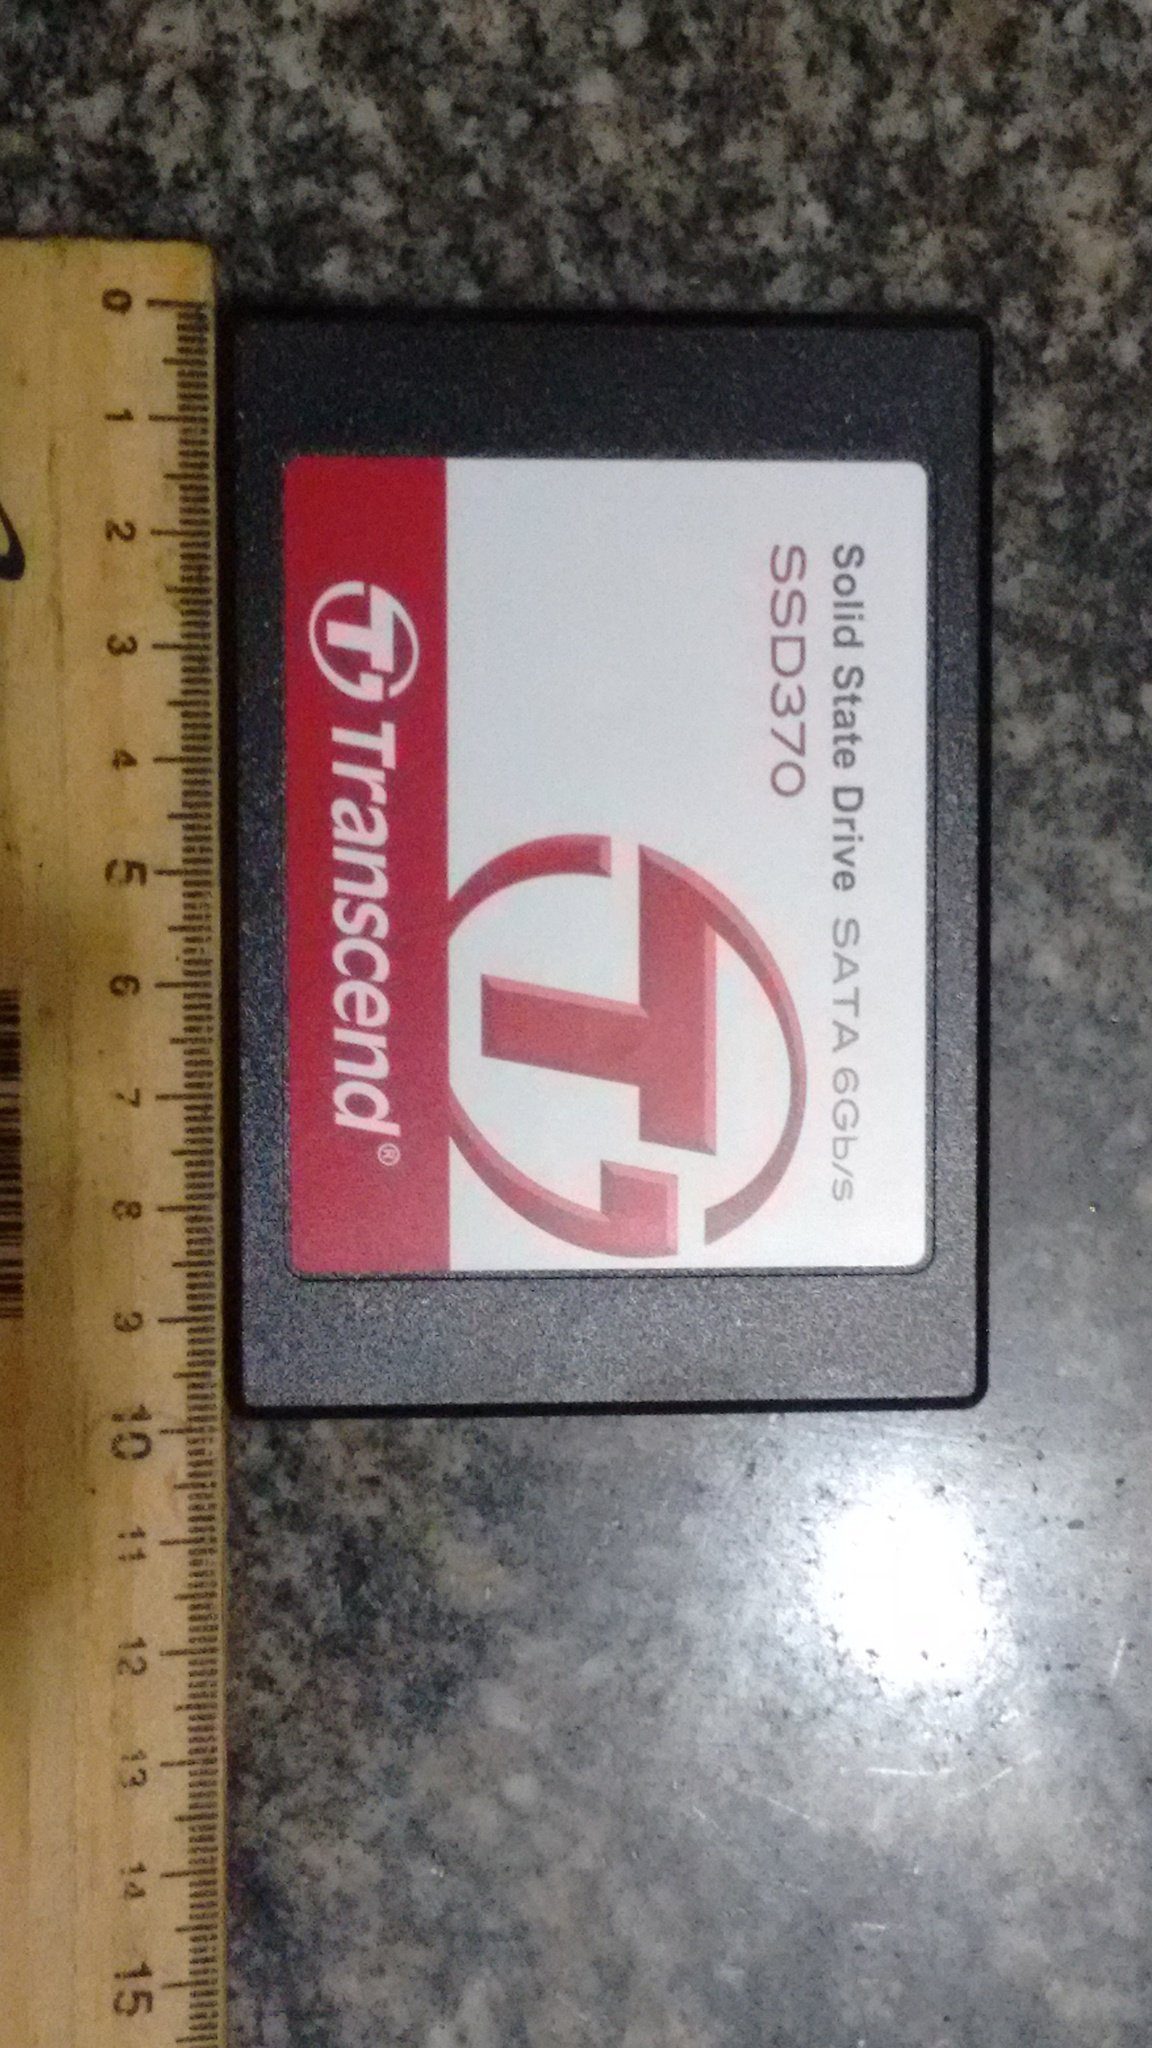 Solid State Drive SATA 6Gb/s
SSD370
Transcend®
0 1 2 3 4 5 6 7 8 9 10 11 12 13 14 15